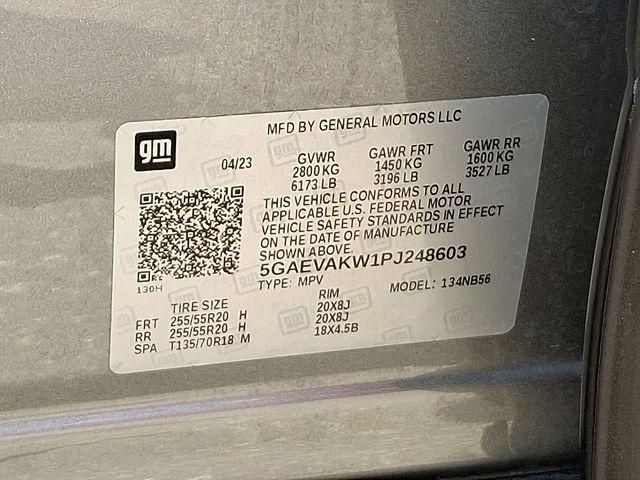 gm
MFD BY GENERAL MOTORS LLC
04/23 GVWR GAWR FRT GAWR RR
2800 KG 1450 KG 1600 KG
6173 LB 3196 LB 3527 LB
THIS VEHICLE CONFORMS TO ALL
APPLICABLE U.S. FEDERAL MOTOR
VEHICLE SAFETY STANDARDS IN EFFECT
ON THE DATE OF MANUFACTURE
SHOWN ABOVE.
5GAEVAKW1PJ248603
130H
TYPE: MPV MODEL: 134NB56
TIRE SIZE RIM
FRT 255/55R20 H 20X8J
RR 255/55R20 H 20X8J
SPA T135/70R18 M 18X4.5B